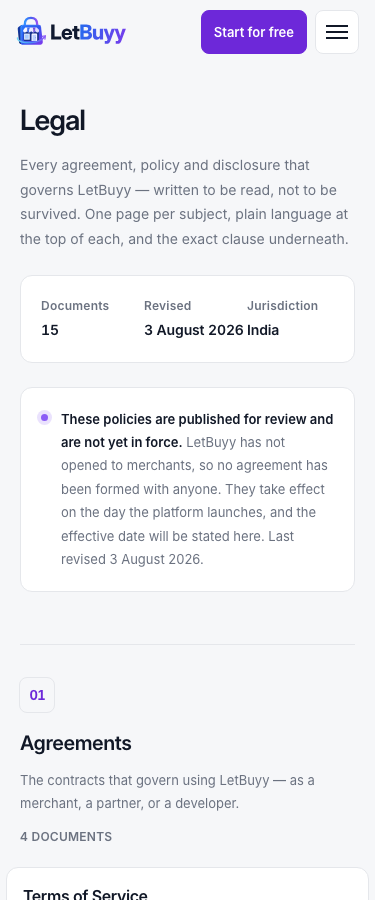 LetBuyy
Start for free
Legal
Every agreement, policy and disclosure that
governs LetBuyy — written to be read, not to be
survived. One page per subject, plain language at
the top of each, and the exact clause underneath.
Documents Revised Jurisdiction
15 3 August 2026 India
These policies are published for review and
are not yet in force. LetBuyy has not
opened to merchants, so no agreement has
been formed with anyone. They take effect
on the day the platform launches, and the
effective date will be stated here. Last
revised 3 August 2026.
01
Agreements
The contracts that govern using LetBuyy — as a
merchant, a partner, or a developer.
4 DOCUMENTS
Terms of Service